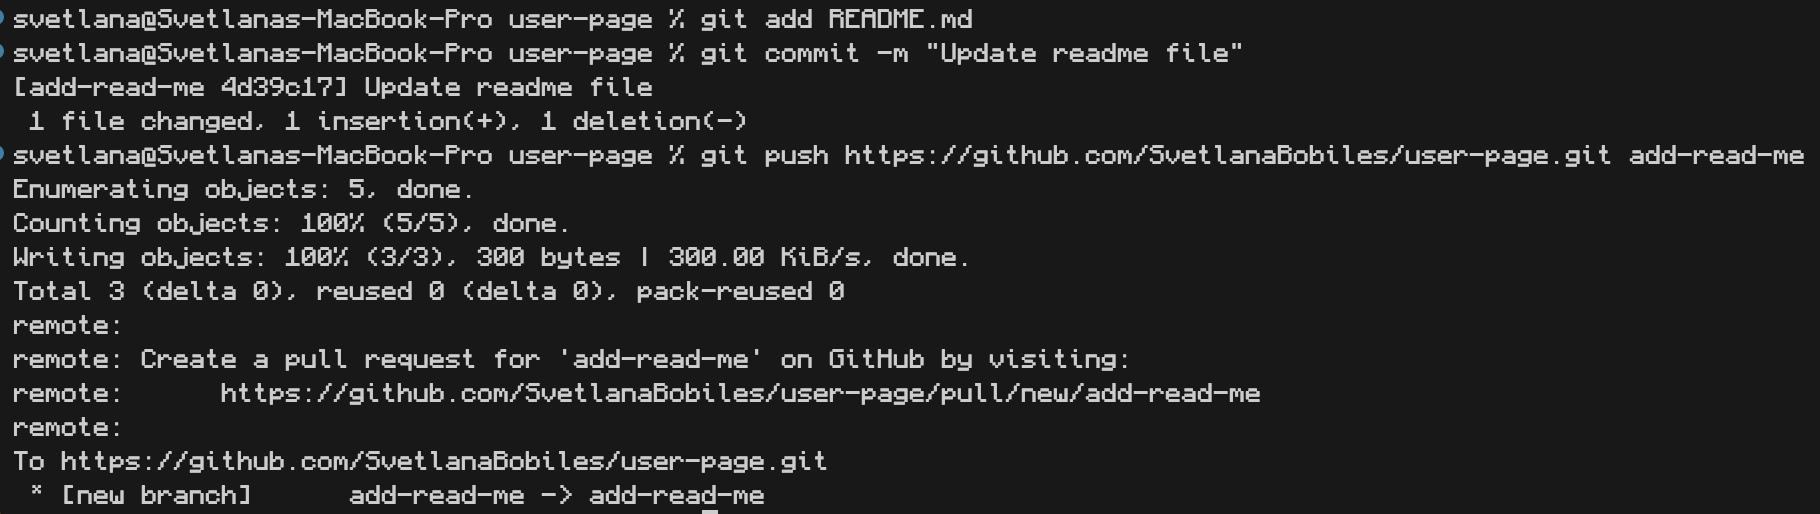 svetlana@Svetlanas-MacBook-Pro user-page % git add README.md
svetlana@Svetlanas-MacBook-Pro user-page % git commit -m "Update readme file"
[add-read-me 4d39c17] Update readme file
 1 file changed, 1 insertion(+), 1 deletion(-)
svetlana@Svetlanas-MacBook-Pro user-page % git push https://github.com/SvetlanaBobiles/user-page.git add-read-me
Enumerating objects: 5, done.
Counting objects: 100% (5/5), done.
Writing objects: 100% (3/3), 300 bytes | 300.00 KiB/s, done.
Total 3 (delta 0), reused 0 (delta 0), pack-reused 0
remote:
remote: Create a pull request for 'add-read-me' on GitHub by visiting:
remote:      https://github.com/SvetlanaBobiles/user-page/pull/new/add-read-me
remote:
To https://github.com/SvetlanaBobiles/user-page.git
 * [new branch]      add-read-me -> add-read-me